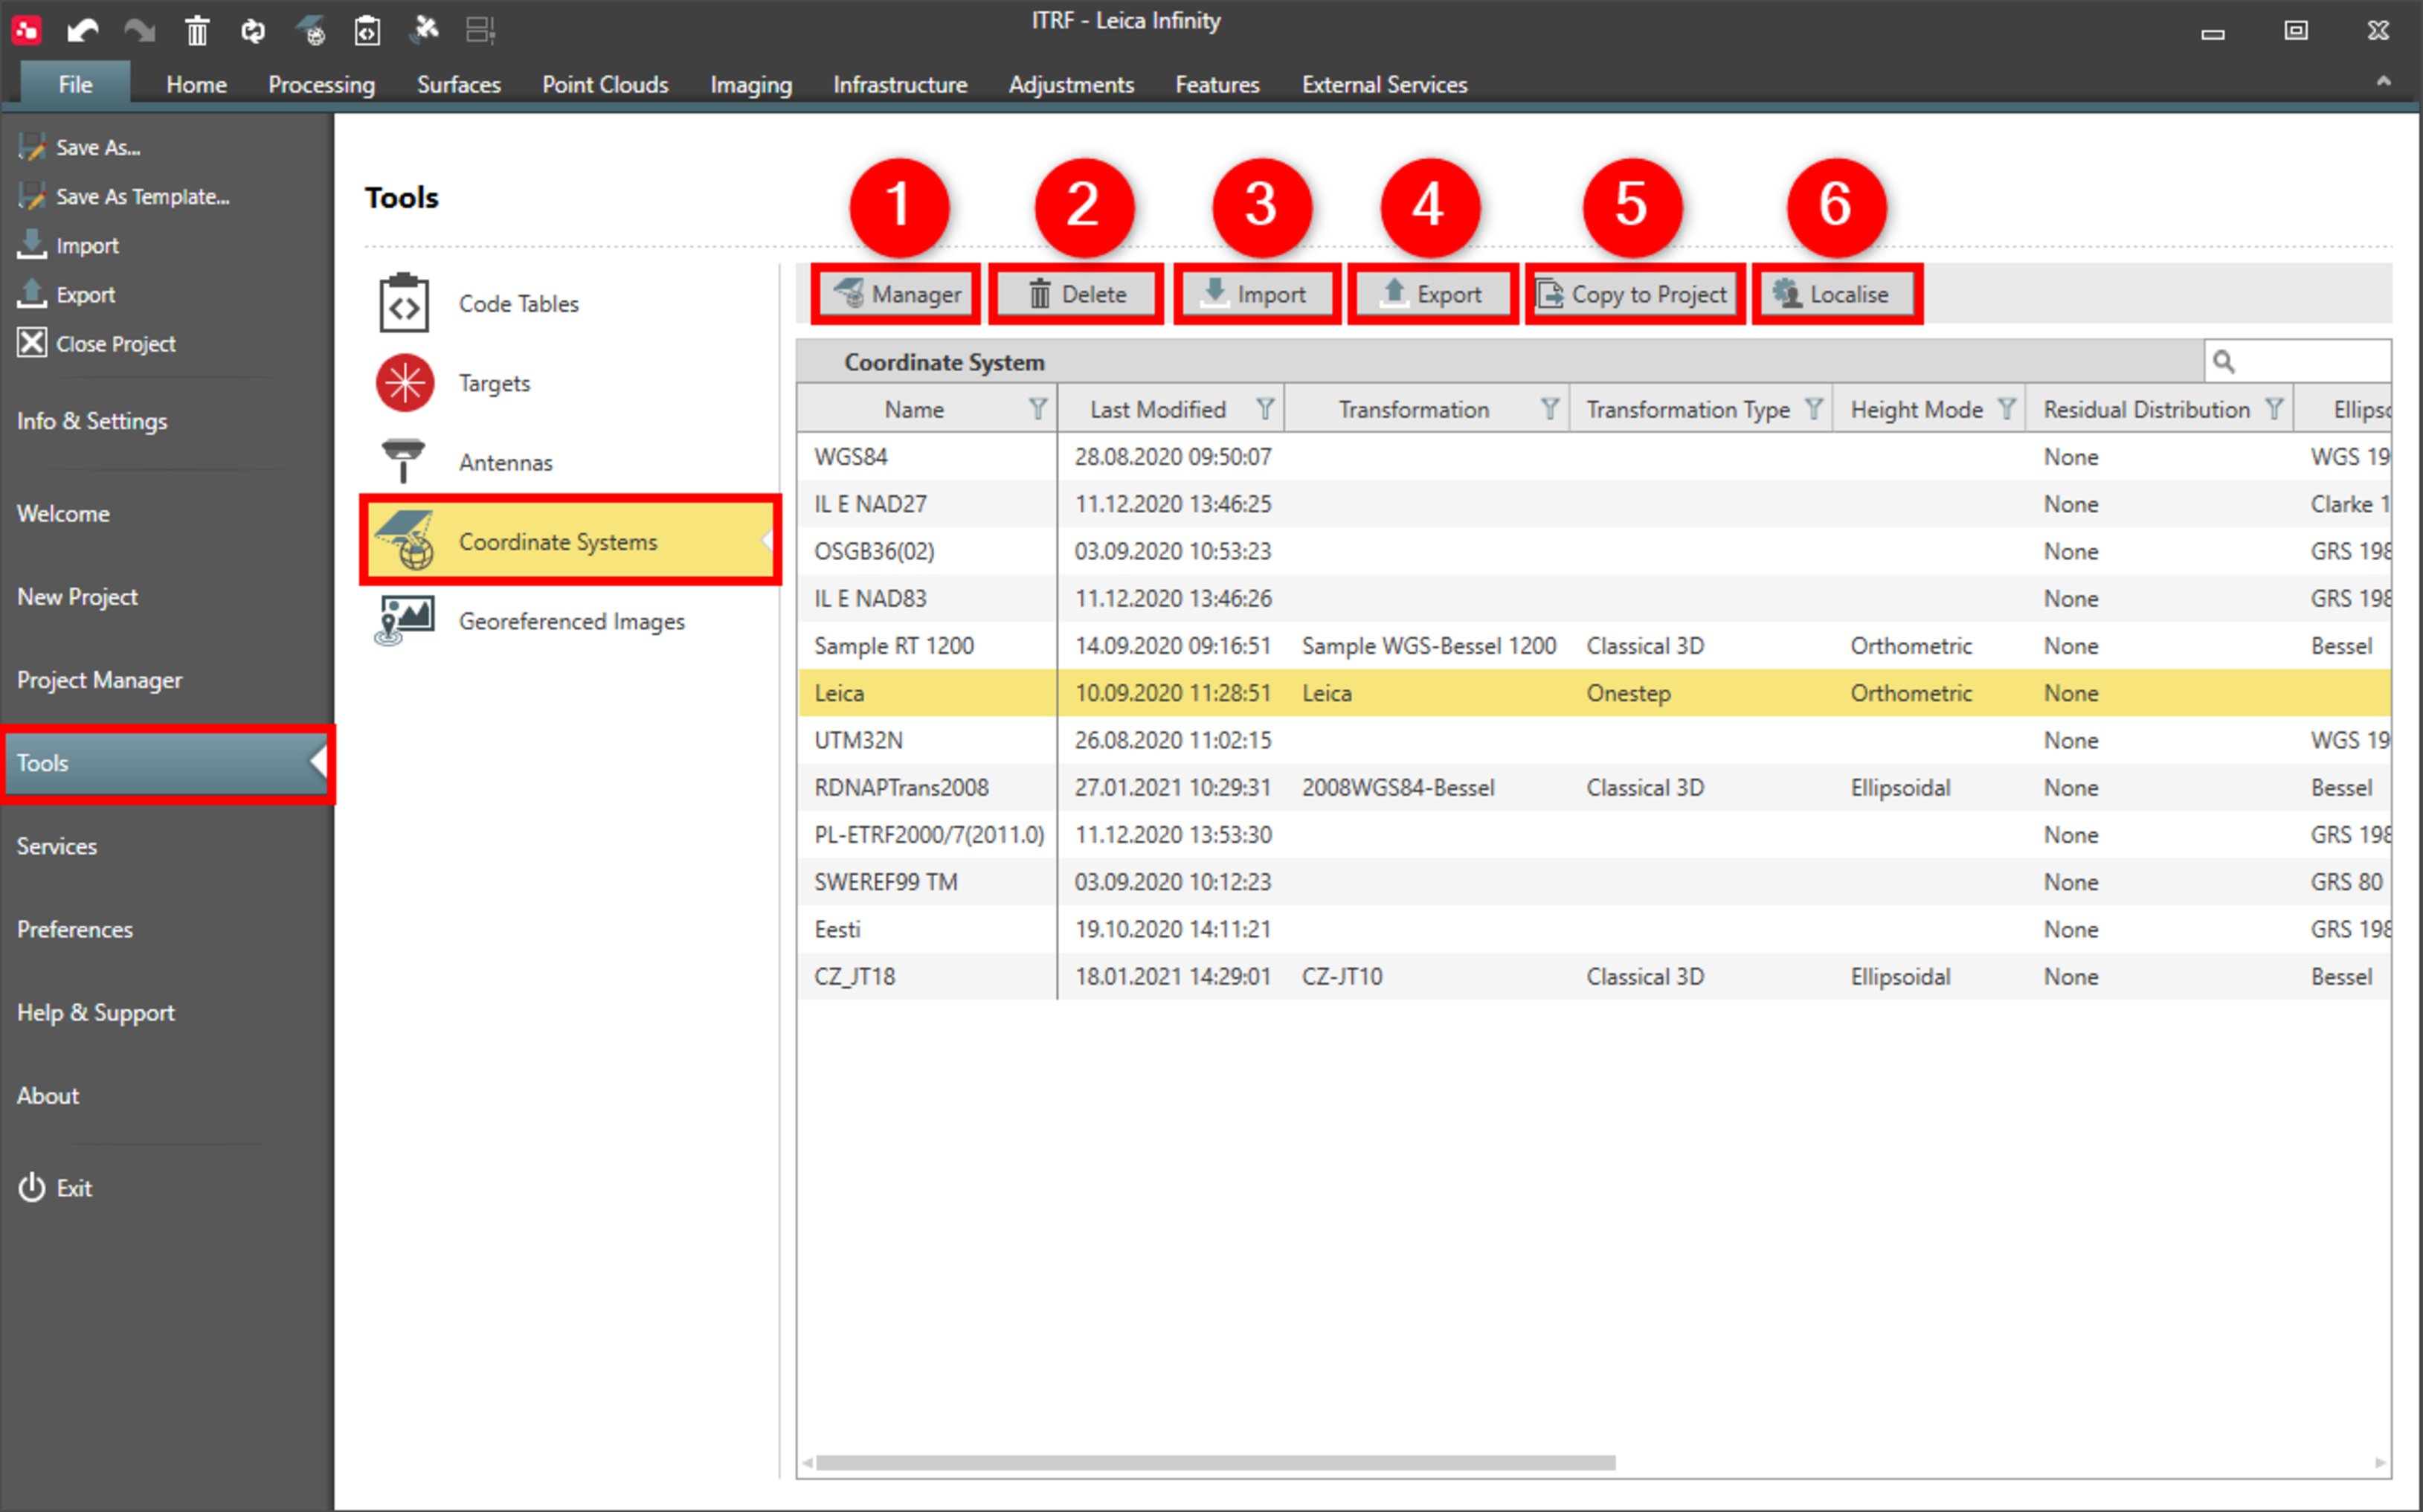 ITRF - Leica Infinity
File Home Processing Surfaces Point Clouds Imaging Infrastructure Adjustments Features External Services
Save As...
Save As Template...
Import
Export
Close Project
Info & Settings
Welcome
New Project
Project Manager
Tools
Services
Preferences
Help & Support
About
Exit
Tools
Code Tables
Targets
Antennas
Coordinate Systems
Georeferenced Images
1 2 3 4 5 6
Manager Delete Import Export Copy to Project Localise
Coordinate System
Name Last Modified Transformation Transformation Type Height Mode Residual Distribution Ellipso
WGS84 28.08.2020 09:50:07 None WGS 19
IL E NAD27 11.12.2020 13:46:25 None Clarke 1
OSGB36(02) 03.09.2020 10:53:23 None GRS 198
IL E NAD83 11.12.2020 13:46:26 None GRS 198
Sample RT 1200 14.09.2020 09:16:51 Sample WGS-Bessel 1200 Classical 3D Orthometric None Bessel
Leica 10.09.2020 11:28:51 Leica Onestep Orthometric None
UTM32N 26.08.2020 11:02:15 None WGS 19
RDNAPTrans2008 27.01.2021 10:29:31 2008WGS84-Bessel Classical 3D Ellipsoidal None Bessel
PL-ETRF2000/7(2011.0) 11.12.2020 13:53:30 None GRS 198
SWEREF99 TM 03.09.2020 10:12:23 None GRS 80
Eesti 19.10.2020 14:11:21 None GRS 198
CZ_JT18 18.01.2021 14:29:01 CZ-JT10 Classical 3D Ellipsoidal None Bessel